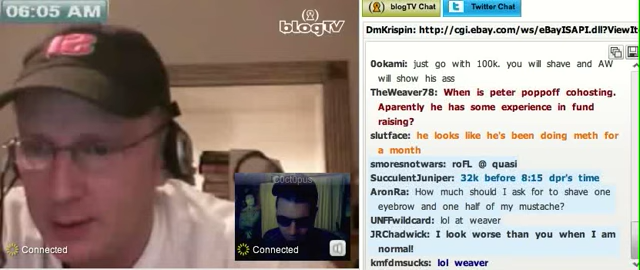 06:05 AM
blogTV
Coctopus
Connected
Connected
blogTV Chat
Twitter Chat
DmKrispin: http://cgi.ebay.com/ws/eBayISAPI.dll?ViewIt
0okami: just go with 100k. you will shave and AW
will show his ass
TheWeaver78: When is peter poppoff cohosting.
Aparently he has some experience in fund
raising?
slutface: he looks like he's been doing meth for
a month
smoresnotwars: roFL @ quasi
SucculentJuniper: 32k before 8:15 dpr's time
AronRa: How much should I ask for to shave one
eyebrow and one half of my mustache?
UNFFwildcard: lol at weaver
JRChadwick: I look worse than you when I am
normal!
kmfdmsucks: lol weaver